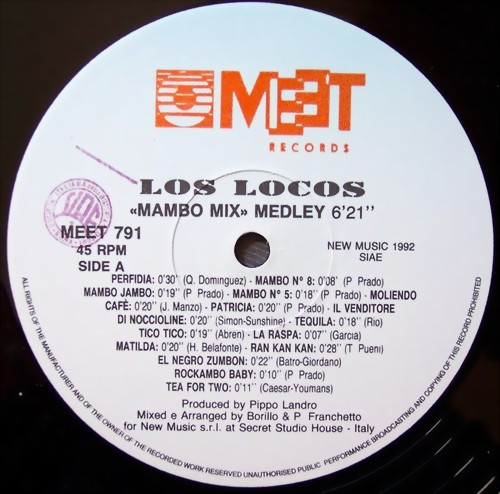 MEET
RECORDS
LOS LOCOS
«MAMBO MIX» MEDLEY 6'21''
MEET 791
45 RPM
SIDE A
NEW MUSIC 1992
SIAE
PERFIDIA: 0'30' (Q. Dominguez) - MAMBO N° 8: 0'08' (P Prado)
MAMBO JAMBO: 0'19'' (P Prado) - MAMBO N° 5: 0'18'' (P Prado) - MOLIENDO
CAFÈ: 0'20'' (J. Manzo) - PATRICIA: 0'20'' (P Prado) - IL VENDITORE
DI NOCCIOLINE: 0'20'' (Simon-Sunshine) - TEQUILA: 0'18'' (Rio)
TICO TICO: 0'19'' (Abren) - LA RASPA: 0'07'' (Garcia)
MATILDA: 0'20'' (H. Belafonte) - RAN KAN KAN: 0'28'' (T Pueni)
EL NEGRO ZUMBON: 0'22'' (Batro-Giordano)
ROCKAMBO BABY: 0'10'' (P Prado)
TEA FOR TWO: 0'11'' (Caesar-Youmans)
Produced by Pippo Landro
Mixed e Arranged by Borillo & P Franchetto
for New Music s.r.l. at Secret Studio House - Italy
ALL RIGHTS OF THE MANUFACTURER AND OF THE OWNER OF THE RECORDED WORK RESERVED UNAUTHORISED PUBLIC PERFORMANCE BROADCASTING AND COPYING OF THIS RECORD PROHIBITED